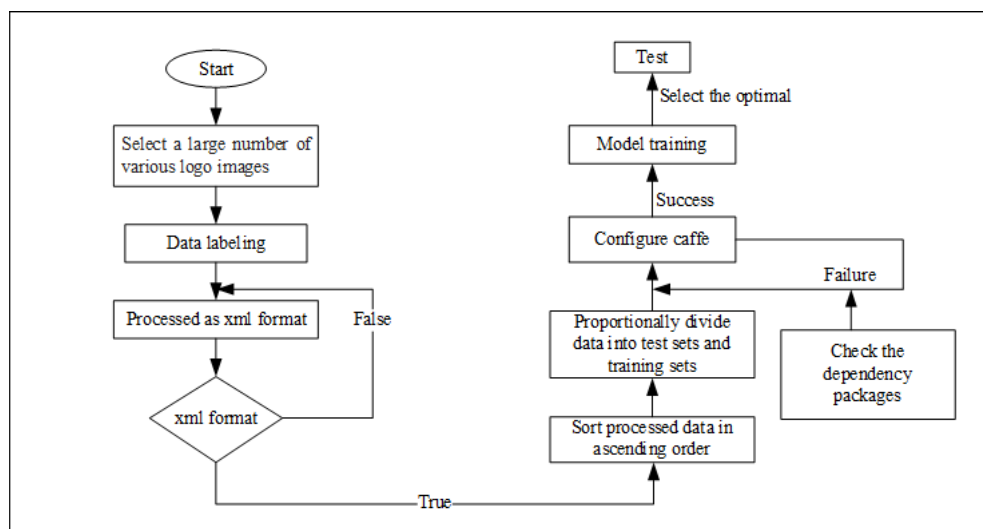 Start
Select a large number of
various logo images
Data labeling
Processed as xml format
False
xml format
True
Sort processed data in
ascending order
Proportionally divide
data into test sets and
training sets
Configure caffe
Failure
Check the
dependency
packages
Success
Model training
Select the optimal
Test